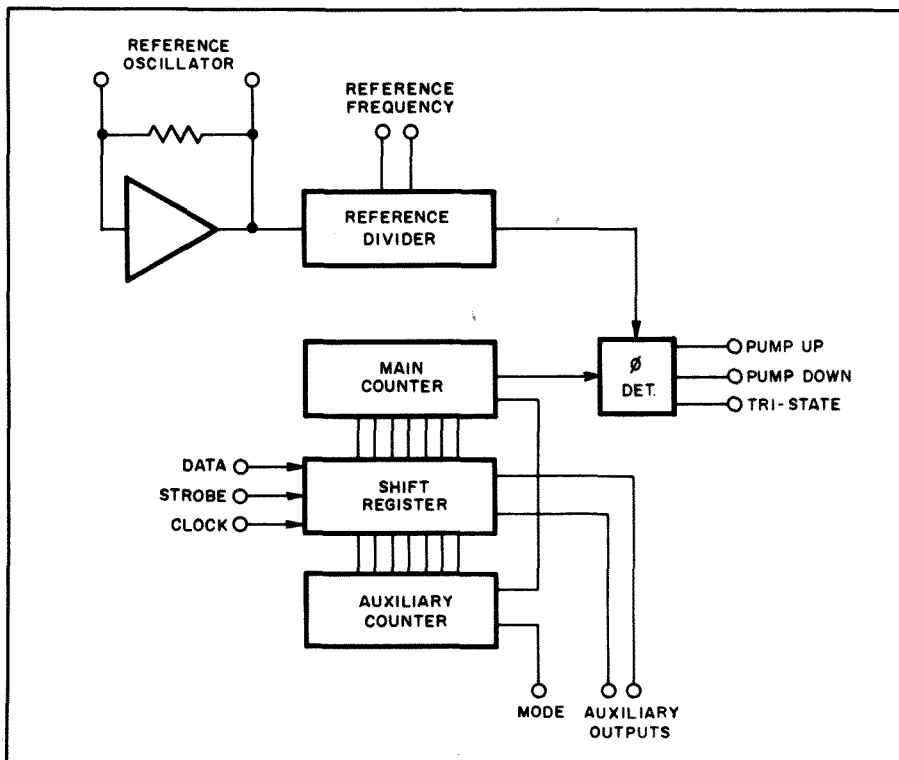 REFERENCE
OSCILLATOR
REFERENCE
FREQUENCY
REFERENCE
DIVIDER
MAIN
COUNTER
Ø
DET.
PUMP UP
PUMP DOWN
TRI-STATE
DATA
STROBE
CLOCK
SHIFT
REGISTER
AUXILIARY
COUNTER
MODE
AUXILIARY
OUTPUTS